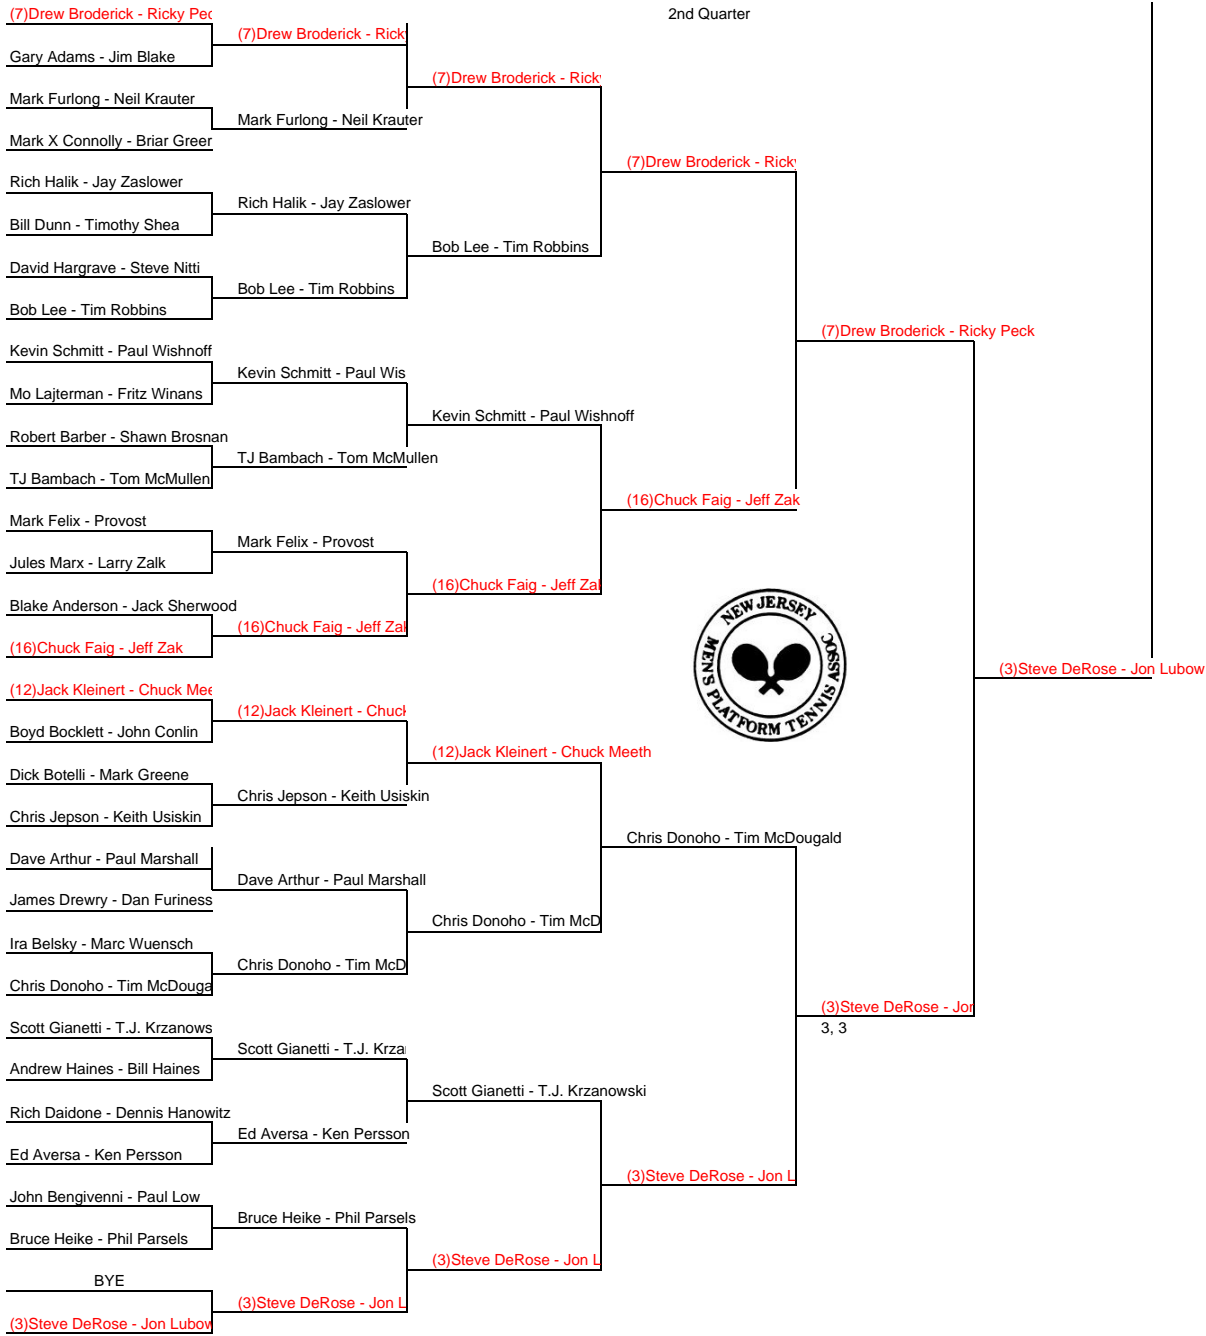 2nd Quarter
(7)Drew Broderick - Ricky Pec
Gary Adams - Jim Blake
Mark Furlong - Neil Krauter
Mark X Connolly - Briar Green
Rich Halik - Jay Zaslower
Bill Dunn - Timothy Shea
David Hargrave - Steve Nitti
Bob Lee - Tim Robbins
Kevin Schmitt - Paul Wishnoff
Mo Lajterman - Fritz Winans
Robert Barber - Shawn Brosnan
TJ Bambach - Tom McMullen
Mark Felix - Provost
Jules Marx - Larry Zalk
Blake Anderson - Jack Sherwood
(16)Chuck Faig - Jeff Zak
(12)Jack Kleinert - Chuck Mee
Boyd Bocklett - John Conlin
Dick Botelli - Mark Greene
Chris Jepson - Keith Usiskin
Dave Arthur - Paul Marshall
James Drewry - Dan Furiness
Ira Belsky - Marc Wuensch
Chris Donoho - Tim McDouga
Scott Gianetti - T.J. Krzanows
Andrew Haines - Bill Haines
Rich Daidone - Dennis Hanowitz
Ed Aversa - Ken Persson
John Bengivenni - Paul Low
Bruce Heike - Phil Parsels
BYE
(3)Steve DeRose - Jon Lubow
(7)Drew Broderick - Rick
Mark Furlong - Neil Krauter
Rich Halik - Jay Zaslower
Bob Lee - Tim Robbins
Kevin Schmitt - Paul Wis
TJ Bambach - Tom McMullen
Mark Felix - Provost
(16)Chuck Faig - Jeff Zak
(12)Jack Kleinert - Chuck
Chris Jepson - Keith Usiskin
Dave Arthur - Paul Marshall
Chris Donoho - Tim McD
Scott Gianetti - T.J. Krza
Ed Aversa - Ken Persson
Bruce Heike - Phil Parsels
(3)Steve DeRose - Jon L
(7)Drew Broderick - Ricky
Bob Lee - Tim Robbins
Kevin Schmitt - Paul Wishnoff
(16)Chuck Faig - Jeff Zak
(12)Jack Kleinert - Chuck Meeth
Chris Donoho - Tim McD
Scott Gianetti - T.J. Krzanowski
(3)Steve DeRose - Jon L
(7)Drew Broderick - Ricky
(16)Chuck Faig - Jeff Zak
Chris Donoho - Tim McDougald
(3)Steve DeRose - Jon L
(7)Drew Broderick - Ricky Peck
(3)Steve DeRose - Jon
3, 3
(3)Steve DeRose - Jon Lubow
NEW JERSEY
MEN'S PLATFORM TENNIS ASSOC